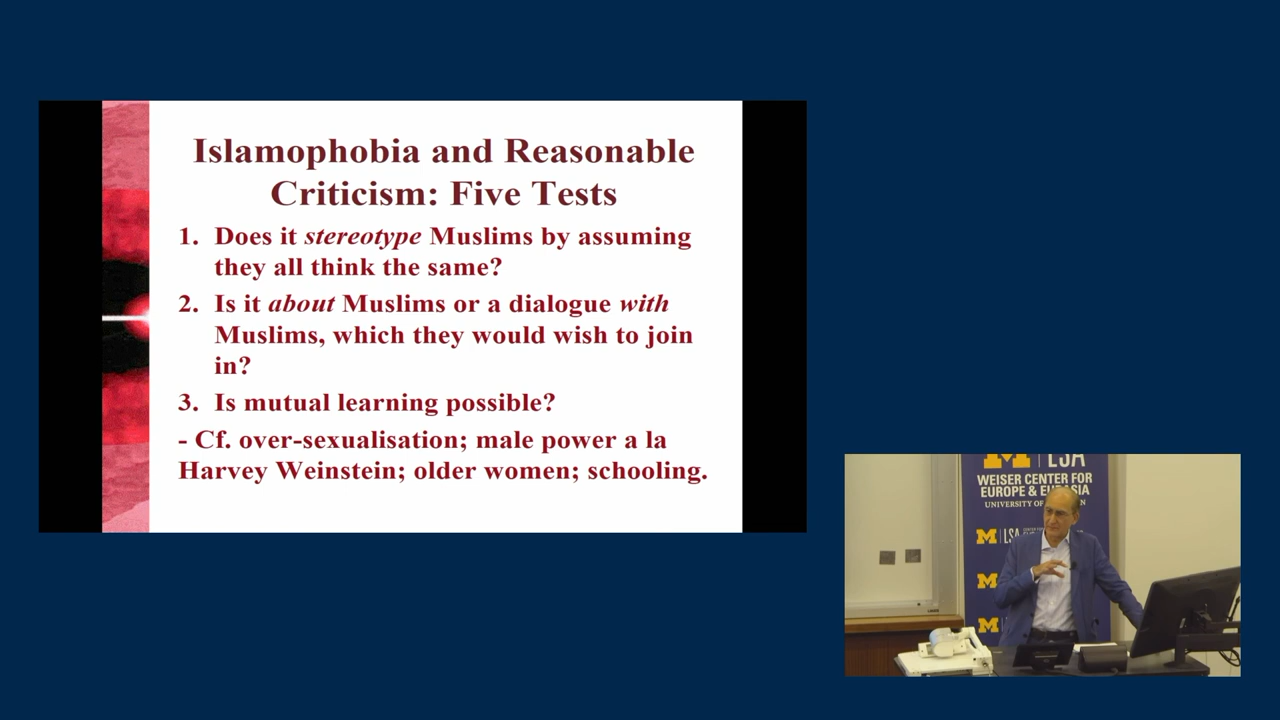 Islamophobia and Reasonable
Criticism: Five Tests
1. Does it stereotype Muslims by assuming
they all think the same?
2. Is it about Muslims or a dialogue with
Muslims, which they would wish to join
in?
3. Is mutual learning possible?
- Cf. over-sexualisation; male power a la
Harvey Weinstein; older women; schooling.
M LSA
WEISER CENTER FOR
EUROPE & EURASIA
UNIVERSITY OF
M LSA
M
M